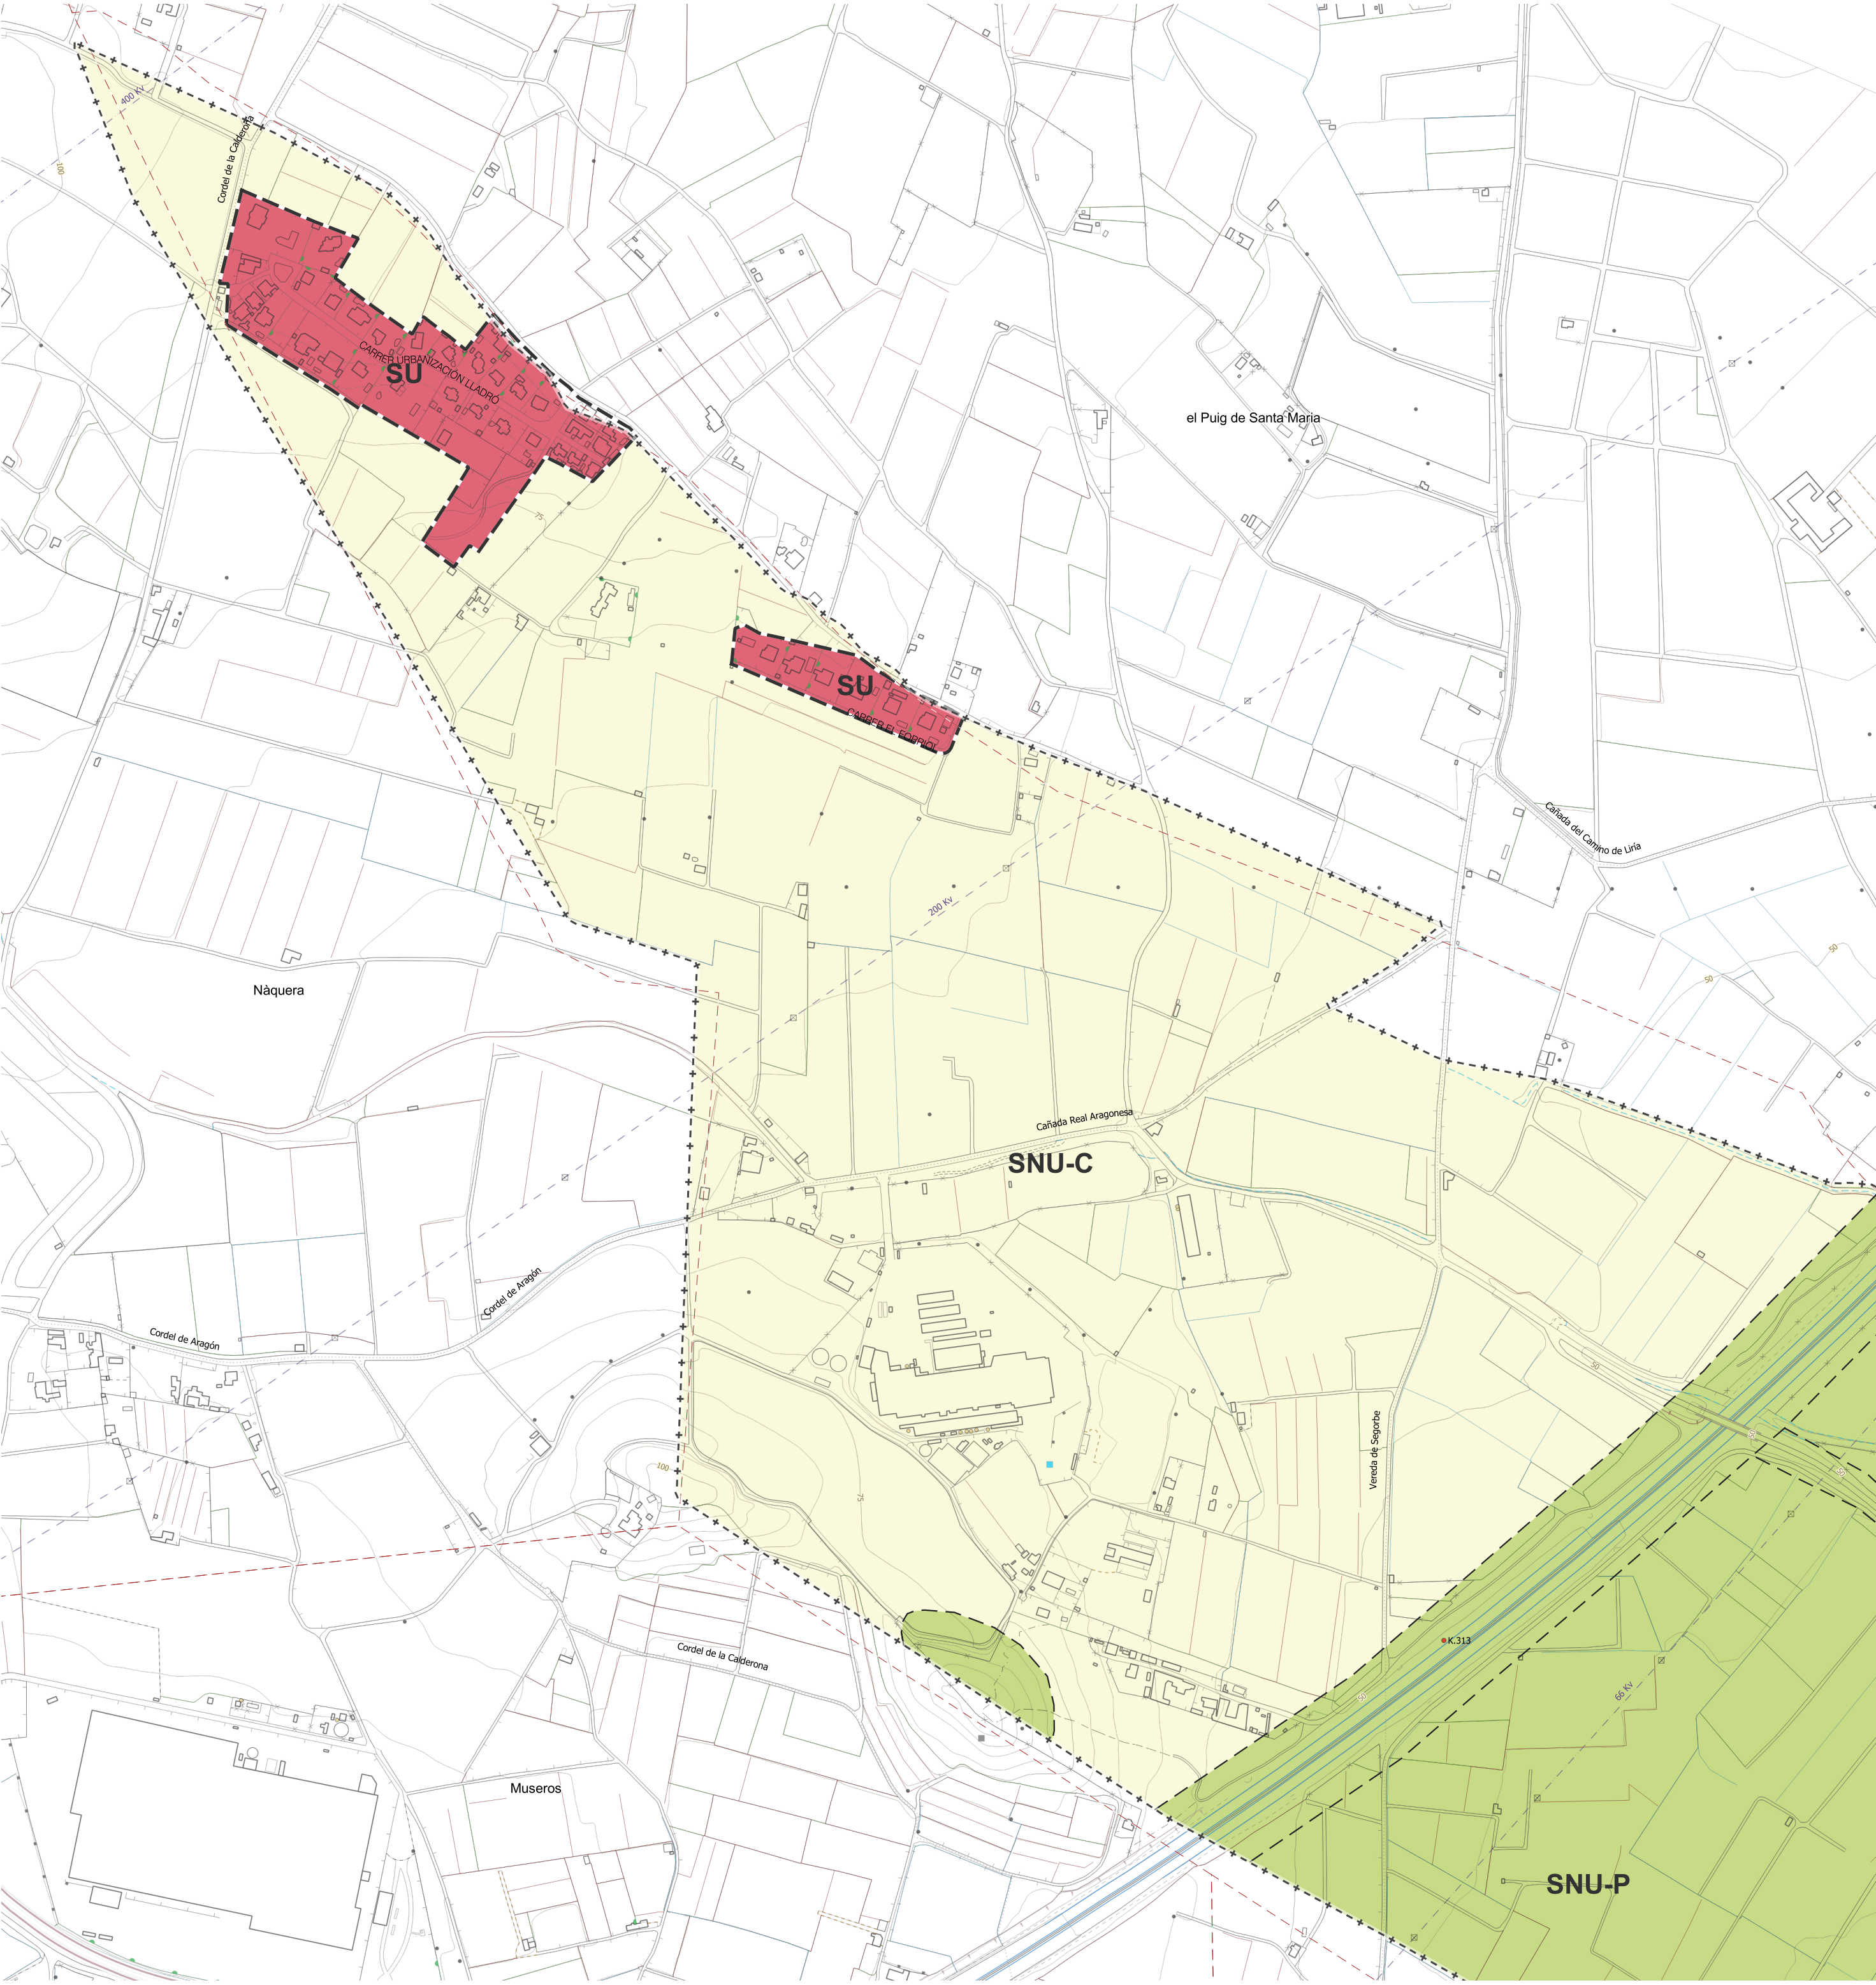 400 Kv
Cordel de la Calderona
100
CARRER URBANIZACIÓN LLADRÓ
SU
el Puig de Santa Maria
75
SU
CARRER EL FORRIOL
Cañada del Camino de Liría
200 Kv
50
50
Nàquera
Cañada Real Aragonesa
SNU-C
Cordel de Aragón
Cordel de Aragón
50
Vereda de Segorbe
50
50
100
75
K.313
Cordel de la Calderona
50
66 Kv
Museros
SNU-P